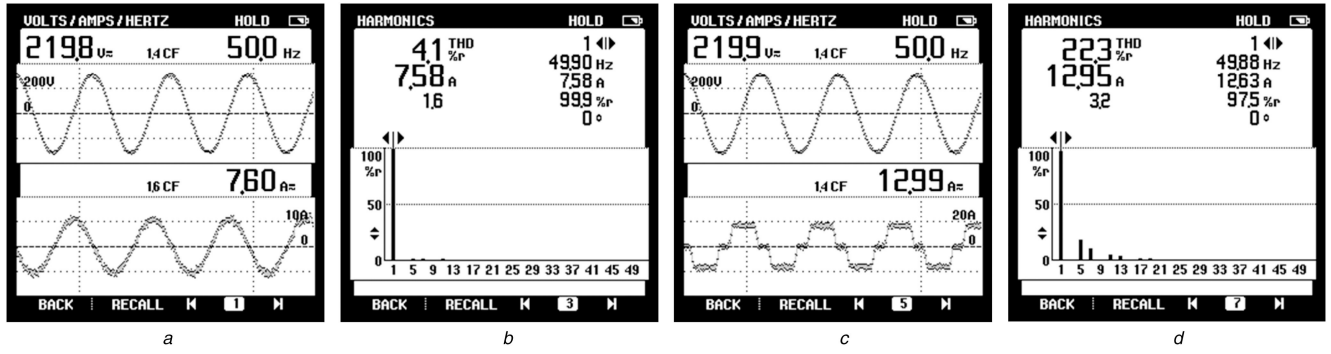 VOLTS/AMPS/HERTZ HOLD
219.8 V≂ 1.4 CF 50.0 Hz
200V
0
1.6 CF 7.60 A≂
10A
0
BACK RECALL 1
a
HARMONICS HOLD
4.1 THD %r 1
49.90 Hz
7.58 A 7.58 A
1.6 99.9 %r
0 °
100
%r
50
0
1 5 9 13 17 21 25 29 33 37 41 45 49
BACK RECALL 3
b
VOLTS/AMPS/HERTZ HOLD
219.9 V≂ 1.4 CF 50.0 Hz
200V
0
1.4 CF 12.99 A≂
20A
0
BACK RECALL 5
c
HARMONICS HOLD
22.3 THD %r 1
49.88 Hz
12.95 A 12.63 A
3.2 97.5 %r
0 °
100
%r
50
0
1 5 9 13 17 21 25 29 33 37 41 45 49
BACK RECALL 7
d